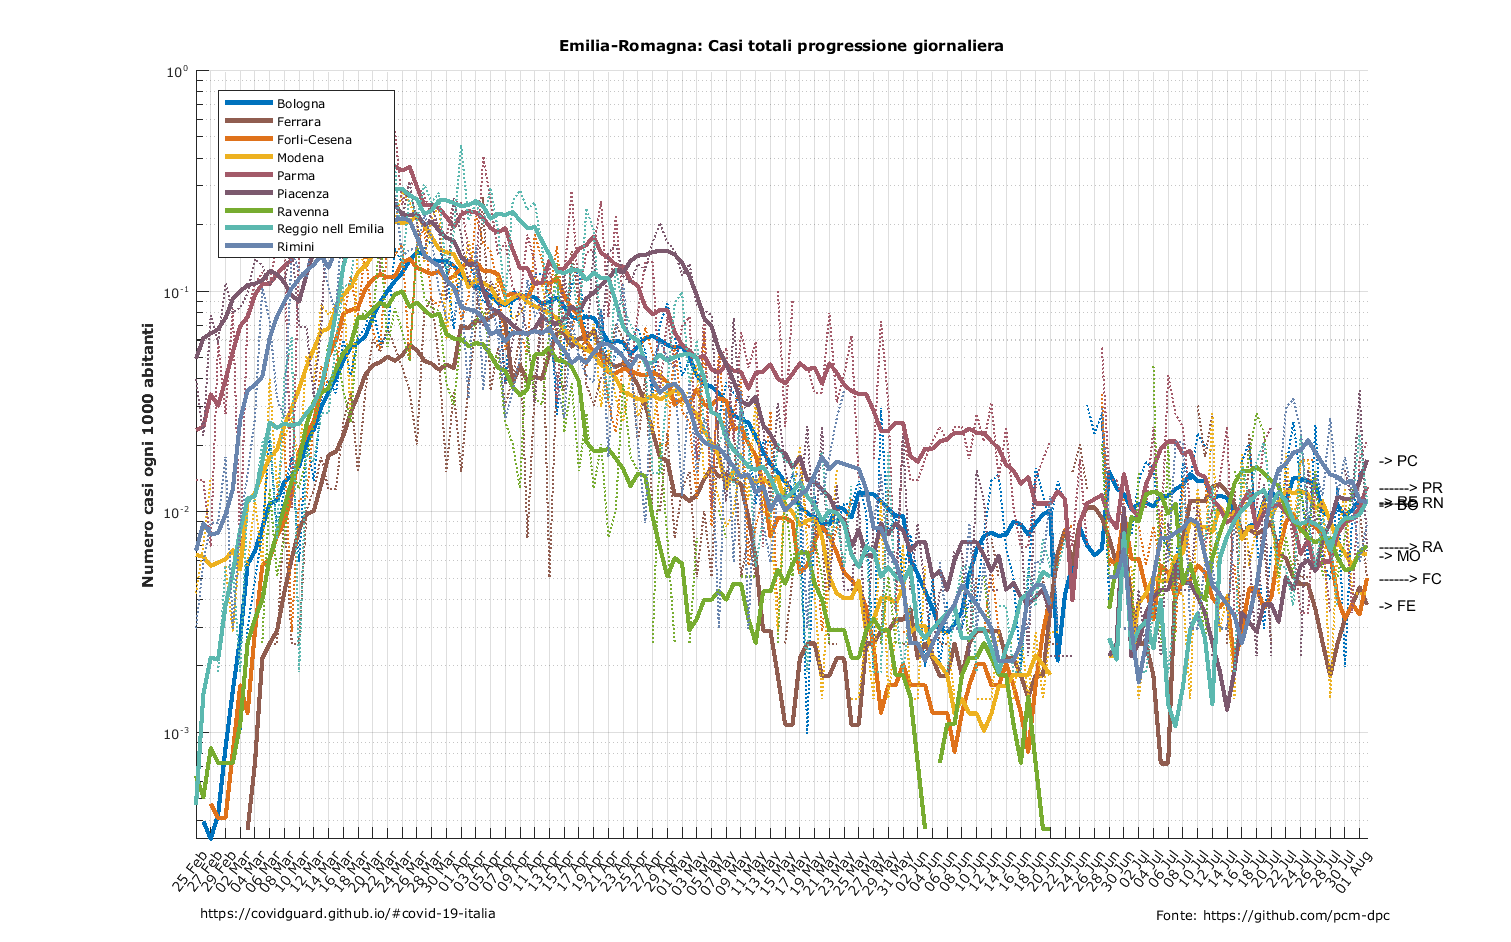 Emilia-Romagna: Casi totali progressione giornaliera
Numero casi ogni 1000 abitanti
10⁰
10⁻¹
10⁻²
10⁻³
Bologna
Ferrara
Forli-Cesena
Modena
Parma
Piacenza
Ravenna
Reggio nell Emilia
Rimini
-> PC
------> PR
RN
-> BO
------> RA
-> MO
------> FC
-> FE
25 Feb
27 Feb
29 Feb
02 Mar
04 Mar
06 Mar
08 Mar
10 Mar
12 Mar
14 Mar
16 Mar
18 Mar
20 Mar
22 Mar
24 Mar
26 Mar
28 Mar
30 Mar
01 Apr
03 Apr
05 Apr
07 Apr
11 Apr
13 Apr
15 Apr
17 Apr
19 Apr
21 Apr
23 Apr
25 Apr
27 Apr
29 Apr
01 May
03 May
05 May
07 May
09 May
11 May
13 May
15 May
17 May
19 May
21 May
23 May
25 May
27 May
29 May
31 May
02 Jun
04 Jun
06 Jun
08 Jun
10 Jun
12 Jun
14 Jun
16 Jun
18 Jun
20 Jun
22 Jun
24 Jun
26 Jun
28 Jun
30 Jun
02 Jul
04 Jul
06 Jul
08 Jul
10 Jul
12 Jul
14 Jul
16 Jul
18 Jul
20 Jul
22 Jul
24 Jul
26 Jul
28 Jul
30 Jul
01 Aug
https://covidguard.github.io/#covid-19-italia
Fonte: https://github.com/pcm-dpc